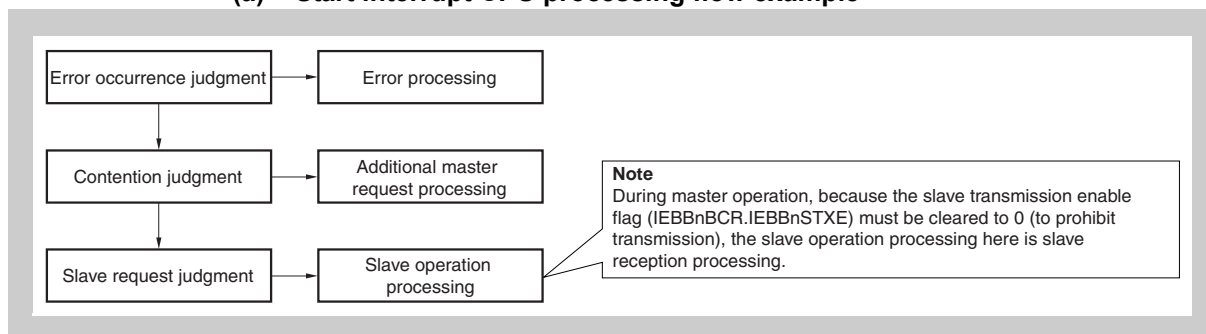 (a) Start interrupt CPU processing flow example
Error occurrence judgment
Error processing
Contention judgment
Additional master
request processing
Slave request judgment
Slave operation
processing
Note
During master operation, because the slave transmission enable
flag (IEBBnBCR.IEBBnSTXE) must be cleared to 0 (to prohibit
transmission), the slave operation processing here is slave
reception processing.